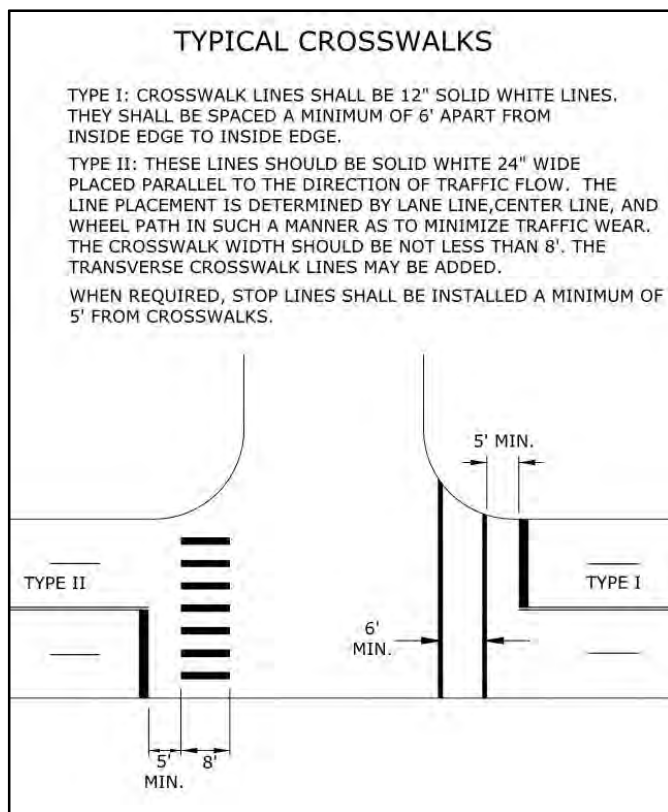 TYPICAL CROSSWALKS
TYPE I: CROSSWALK LINES SHALL BE 12" SOLID WHITE LINES.
THEY SHALL BE SPACED A MINIMUM OF 6' APART FROM
INSIDE EDGE TO INSIDE EDGE.
TYPE II: THESE LINES SHOULD BE SOLID WHITE 24" WIDE
PLACED PARALLEL TO THE DIRECTION OF TRAFFIC FLOW. THE
LINE PLACEMENT IS DETERMINED BY LANE LINE,CENTER LINE, AND
WHEEL PATH IN SUCH A MANNER AS TO MINIMIZE TRAFFIC WEAR.
THE CROSSWALK WIDTH SHOULD BE NOT LESS THAN 8'. THE
TRANSVERSE CROSSWALK LINES MAY BE ADDED.
WHEN REQUIRED, STOP LINES SHALL BE INSTALLED A MINIMUM OF
5' FROM CROSSWALKS.
5' MIN.
TYPE II
TYPE I
6'
MIN.
5'
MIN.
8'